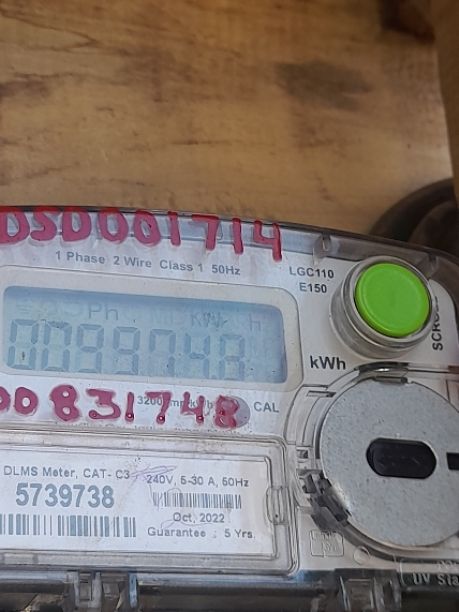 DSD001714
1 Phase 2 Wire Class 1 50Hz
LGC110
E150
kWh
CAL
00831748
DLMS Meter, CAT- C3
240V, 5-30 A, 50Hz
5739738
Oct, 2022
Guarantee : 5 Yrs.